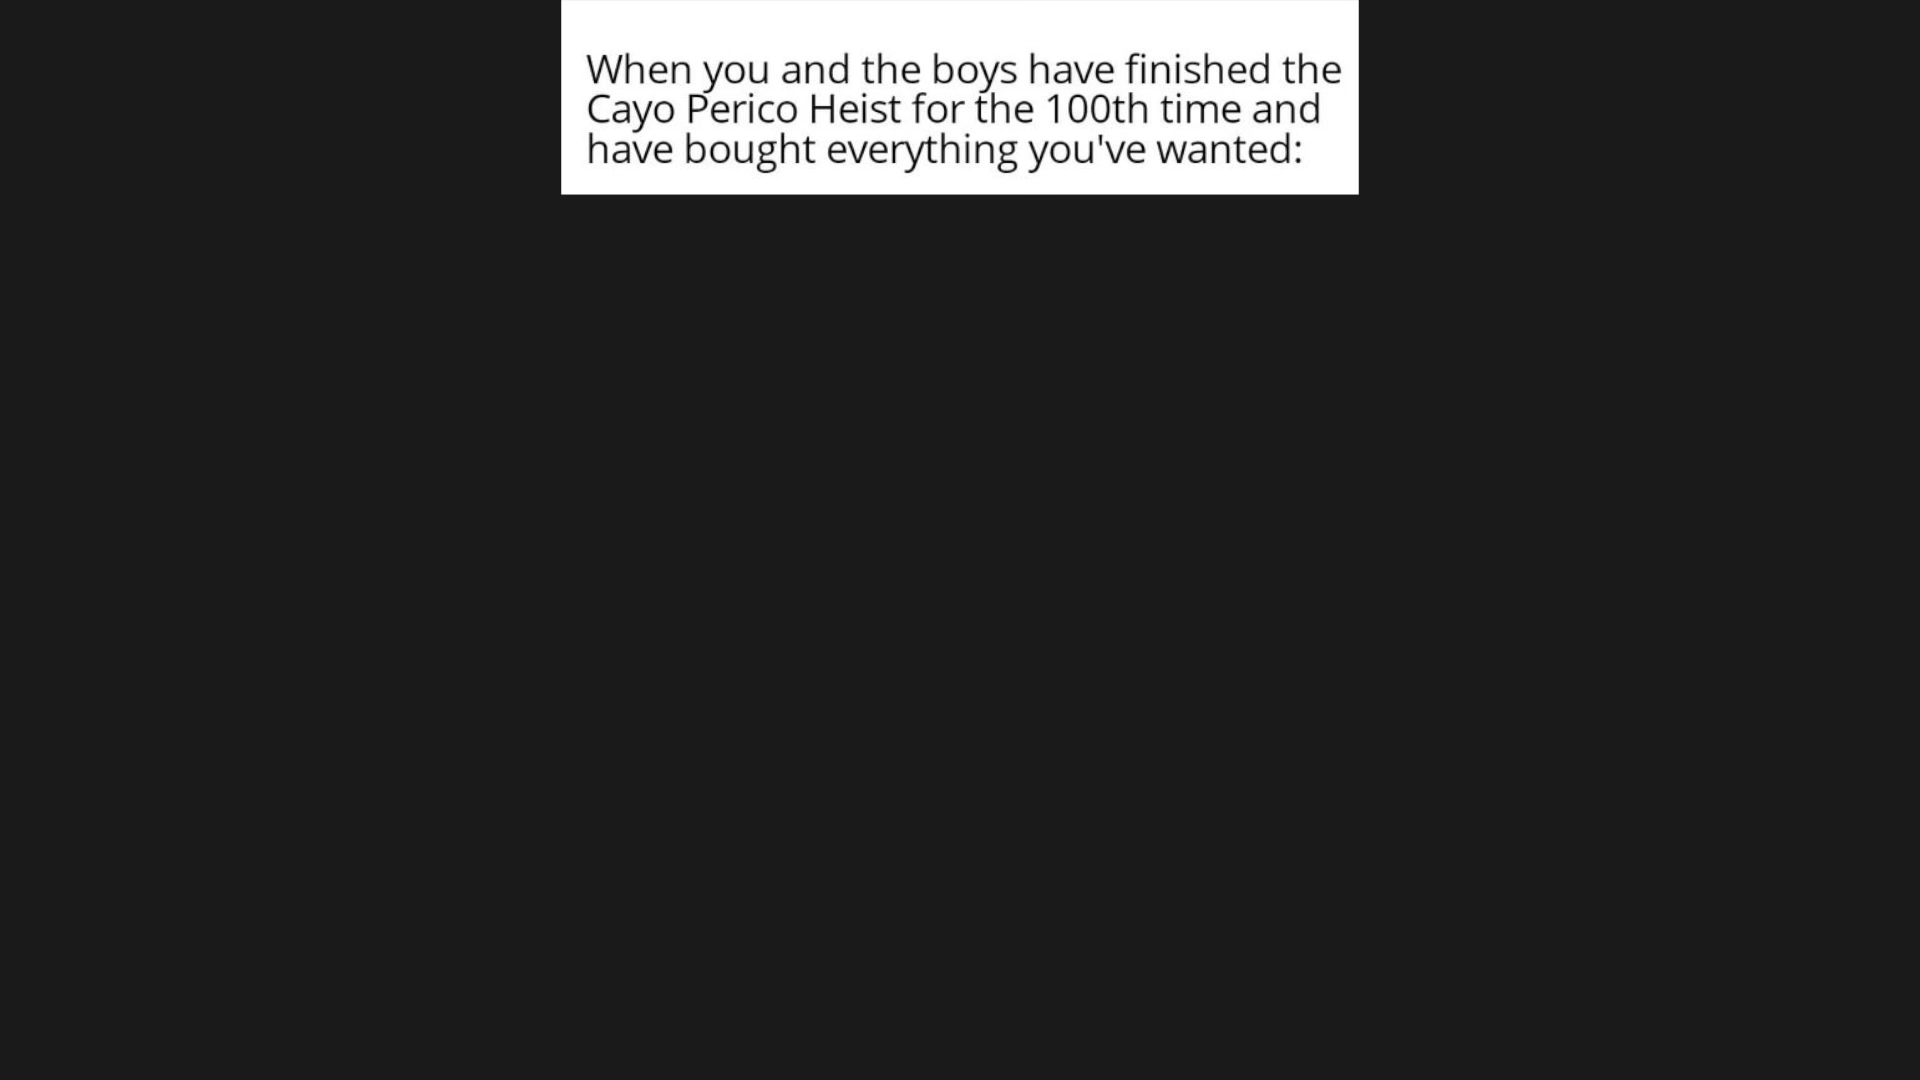 When you and the boys have finished the
Cayo Perico Heist for the 100th time and
have bought everything you've wanted: